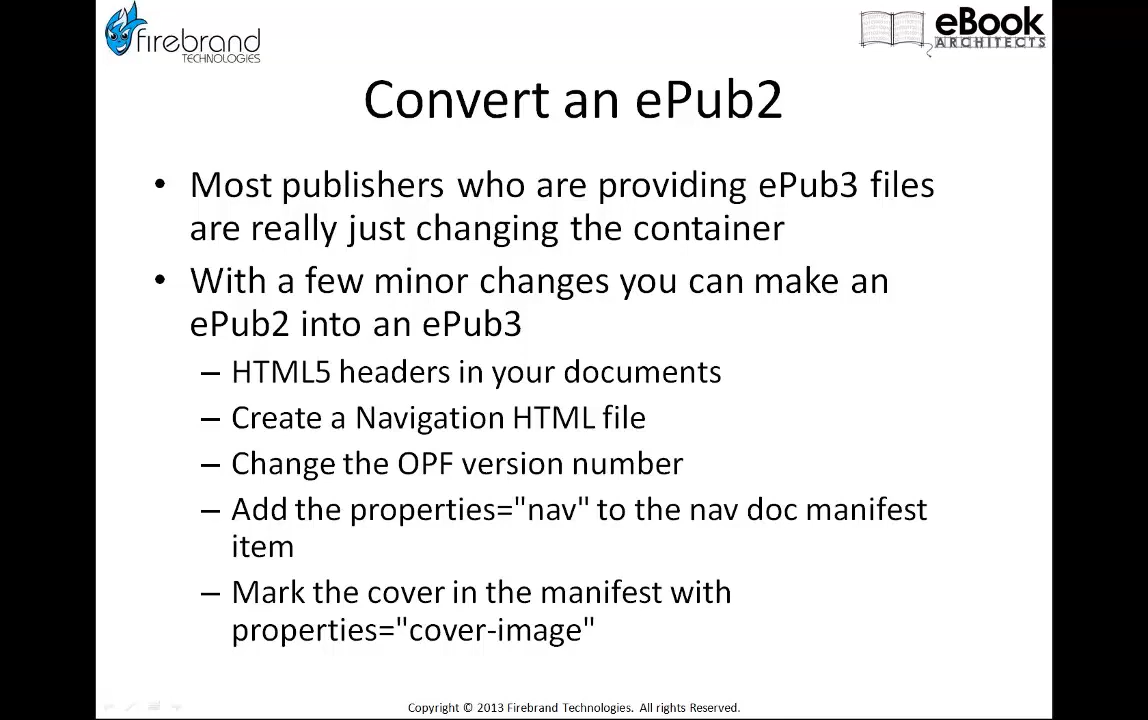 firebrand
TECHNOLOGIES
eBook
ARCHITECTS
Convert an ePub2
• Most publishers who are providing ePub3 files
are really just changing the container
• With a few minor changes you can make an
ePub2 into an ePub3
– HTML5 headers in your documents
– Create a Navigation HTML file
– Change the OPF version number
– Add the properties="nav" to the nav doc manifest
item
– Mark the cover in the manifest with
properties="cover-image"
Copyright © 2013 Firebrand Technologies. All rights Reserved.